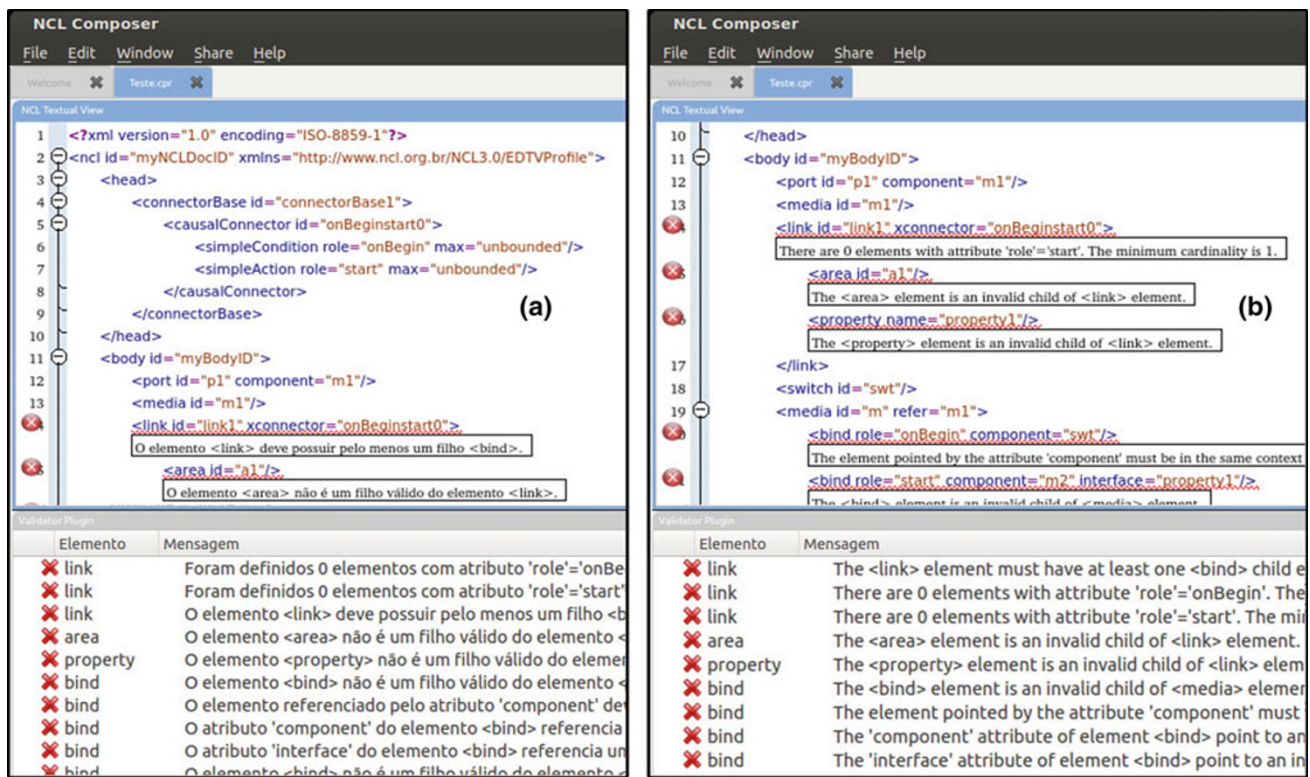 NCL Composer
File Edit Window Share Help
Welcome Teste.cpr
NCL Textual View
1 <?xml version="1.0" encoding="ISO-8859-1"?>
2 <ncl id="myNCLDocID" xmlns="http://www.ncl.org.br/NCL3.0/EDTVProfile">
3 <head>
4 <connectorBase id="connectorBase1">
5 <causalConnector id="onBeginstart0">
6 <simpleCondition role="onBegin" max="unbounded"/>
7 <simpleAction role="start" max="unbounded"/>
8 </causalConnector>
9 </connectorBase>
10 </head>
11 <body id="myBodyID">
12 <port id="p1" component="m1"/>
13 <media id="m1"/>
<link id="link1" xconnector="onBeginstart0">
O elemento <link> deve possuir pelo menos um filho <bind>.
<area id="a1"/>
O elemento <area> não é um filho válido do elemento <link>.
(a)
Validator Plugin
Elemento Mensagem
link Foram definidos 0 elementos com atributo 'role'='onBe
link Foram definidos 0 elementos com atributo 'role'='start'
link O elemento <link> deve possuir pelo menos um filho <b
area O elemento <area> não é um filho válido do elemento <
property O elemento <property> não é um filho válido do elemer
bind O elemento <bind> não é um filho válido do elemento <
bind O elemento referenciado pelo atributo 'component' de
bind O atributo 'component' do elemento <bind> referencia
bind O atributo 'interface' do elemento <bind> referencia un
bind O elemento <bind> não é um filho válido do elemento <
NCL Composer
File Edit Window Share Help
Welcome Teste.cpr
NCL Textual View
10 </head>
11 <body id="myBodyID">
12 <port id="p1" component="m1"/>
13 <media id="m1"/>
<link id="link1" xconnector="onBeginstart0">
There are 0 elements with attribute 'role'='start'. The minimum cardinality is 1.
<area id="a1"/>
The <area> element is an invalid child of <link> element.
<property name="property1"/>
The <property> element is an invalid child of <link> element.
17 </link>
18 <switch id="swt"/>
19 <media id="m" refer="m1">
<bind role="onBegin" component="swt"/>
The element pointed by the attribute 'component' must be in the same context
<bind role="start" component="m2" interface="property1"/>
The <bind> element is an invalid child of <media> element.
(b)
Validator Plugin
Elemento Mensagem
link The <link> element must have at least one <bind> child e
link There are 0 elements with attribute 'role'='onBegin'. The
link There are 0 elements with attribute 'role'='start'. The mi
area The <area> element is an invalid child of <link> element.
property The <property> element is an invalid child of <link> elem
bind The <bind> element is an invalid child of <media> elemer
bind The element pointed by the attribute 'component' must
bind The 'component' attribute of element <bind> point to an
bind The 'interface' attribute of element <bind> point to an in